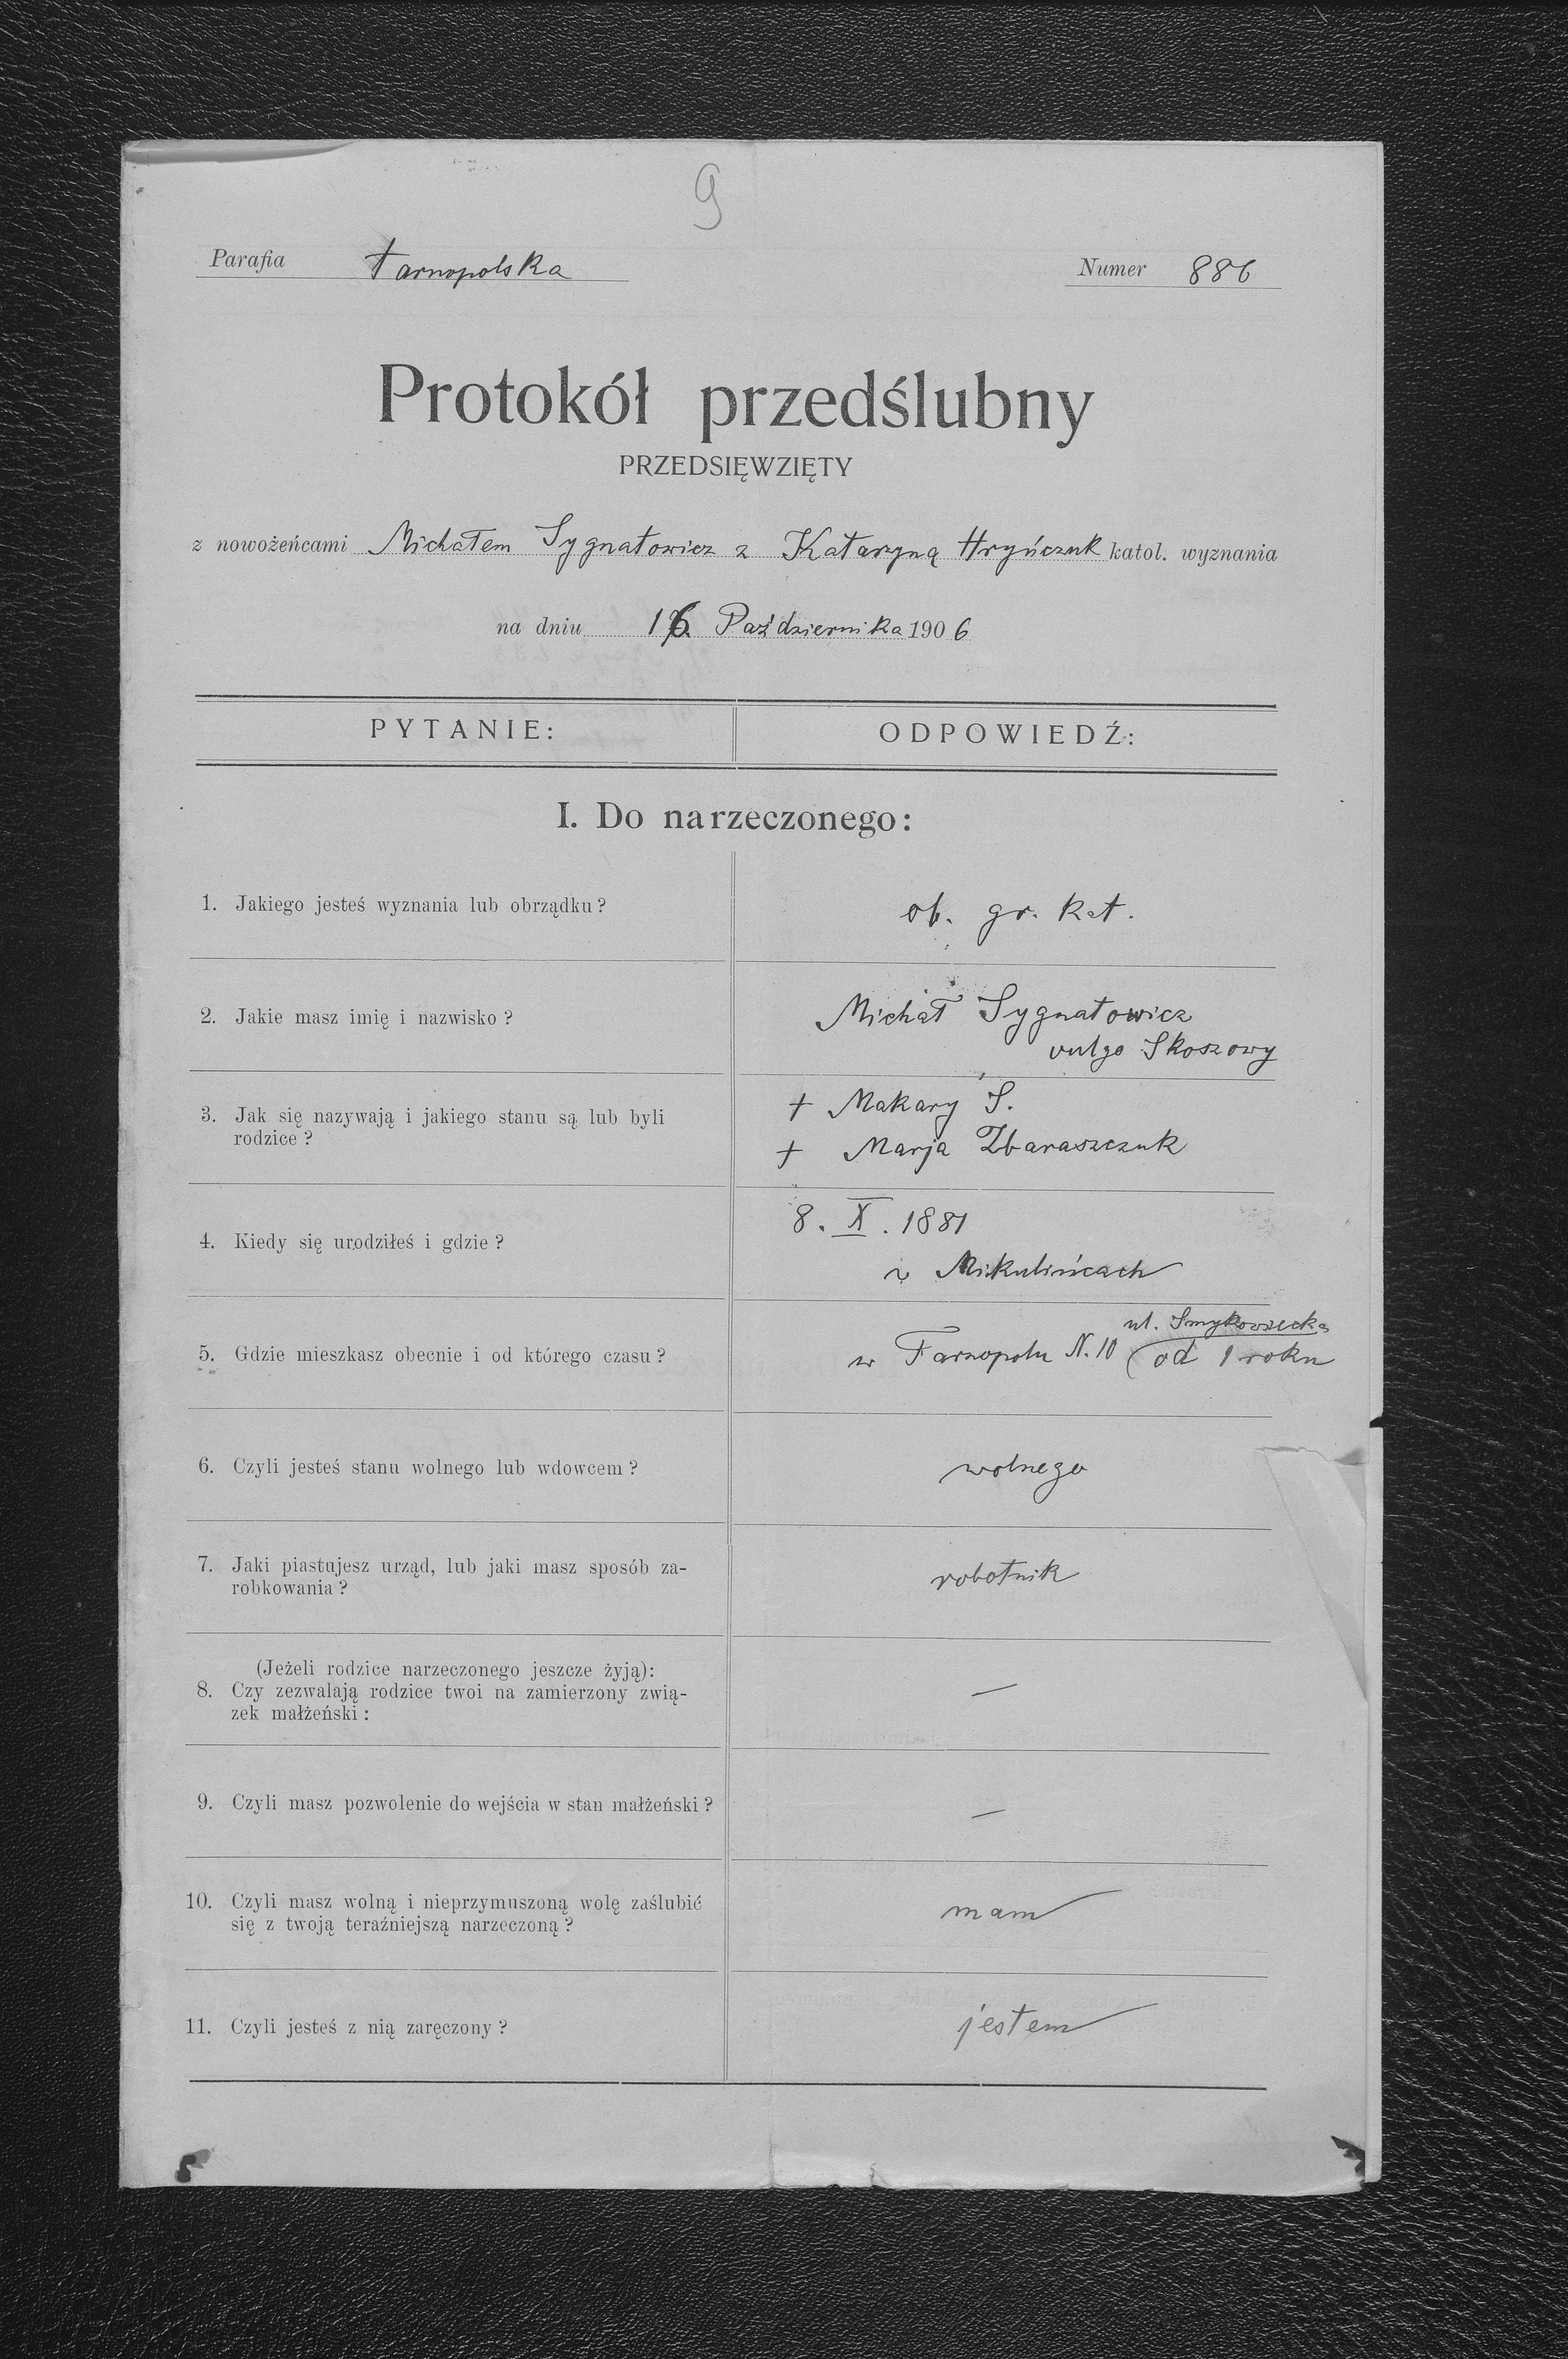 9
Parafia Tarnopolska Numer 886
Protokół przedślubny
PRZEDSIĘWZIĘTY
z nowożeńcami Michałem Sygnatowicz z Katarzyną Hryńczuk katol. wyznania
na dniu 16. Października 1906
PYTANIE: ODPOWIEDŹ:
I. Do narzeczonego:
1. Jakiego jesteś wyznania lub obrządku? ob. gr. kat.
2. Jakie masz imię i nazwisko? Michał Sygnatowicz
vulgo Skoszowy
3. Jak się nazywają i jakiego stanu są lub byli
rodzice?
† Makary S.
† Marja Zbaraszczuk
4. Kiedy się urodziłeś i gdzie? 8. X. 1881
w Mikulińcach
5. Gdzie mieszkasz obecnie i od którego czasu?
ul. Smykowiecka
w Tarnopolu N. 10 (od 1 roku
6. Czyli jesteś stanu wolnego lub wdowcem? wolnego
7. Jaki piastujesz urząd, lub jaki masz sposób za-
robkowania?
robotnik
(Jeżeli rodzice narzeczonego jeszcze żyją):
8. Czy zezwalają rodzice twoi na zamierzony zwią-
zek małżeński:
—
9. Czyli masz pozwolenie do wejścia w stan małżeński? —
10. Czyli masz wolną i nieprzymuszoną wolę zaślubić
się z twoją teraźniejszą narzeczoną?
mam
11. Czyli jesteś z nią zaręczony? jestem